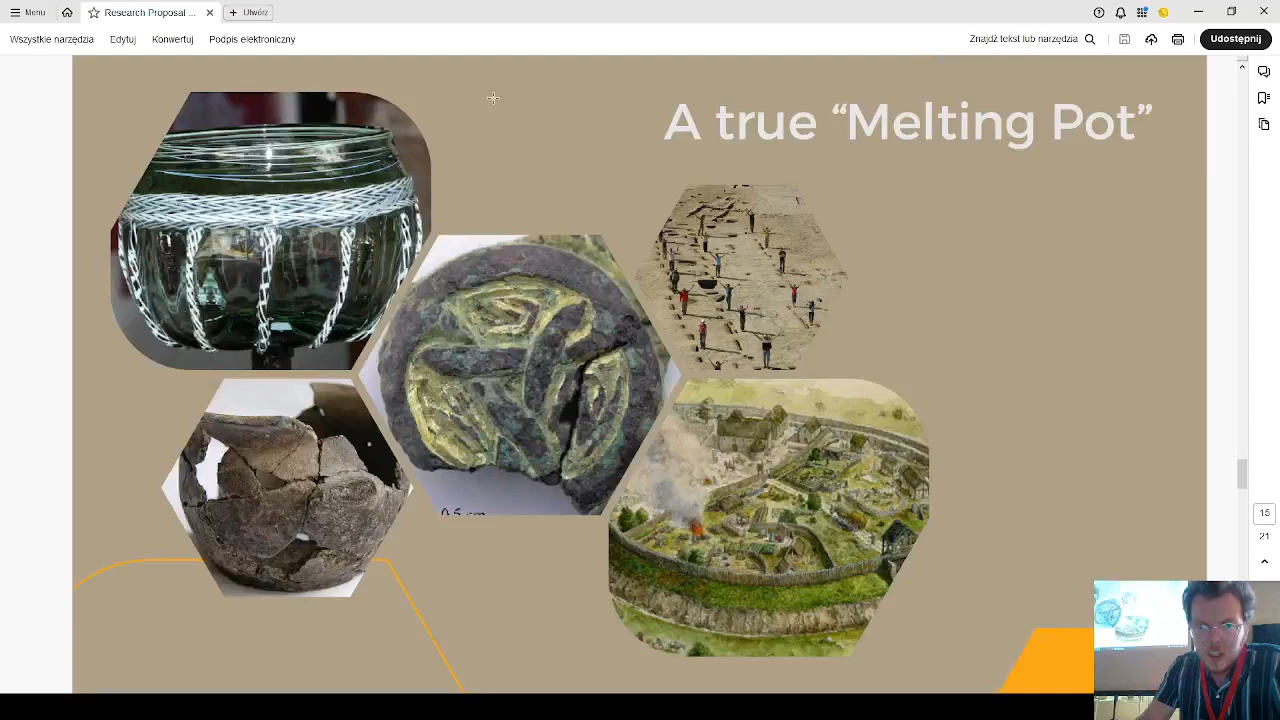 Menu
Research Proposal ...
Utwórz
Wszystkie narzędzia
Edytuj
Konwertuj
Podpis elektroniczny
Znajdź tekst lub narzędzia
Udostępnij
A true “Melting Pot”
0.5 cm
15
21